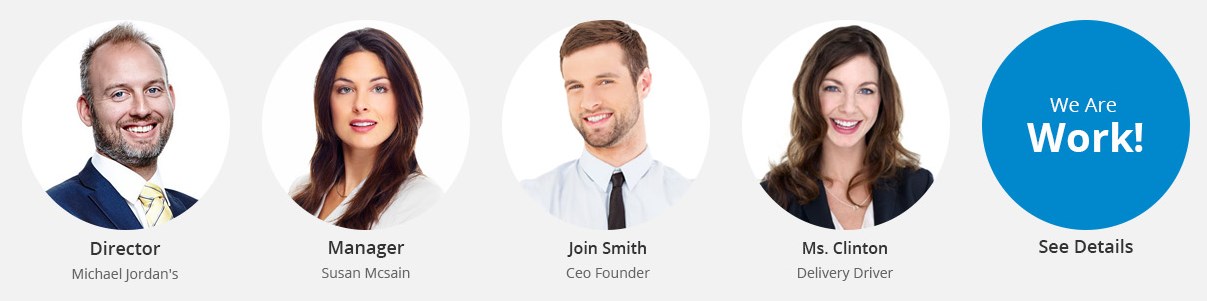 We Are
Work!
Director
Manager
Join Smith
Ms. Clinton
See Details
Michael Jordan's
Susan Mcsain
Ceo Founder
Delivery Driver